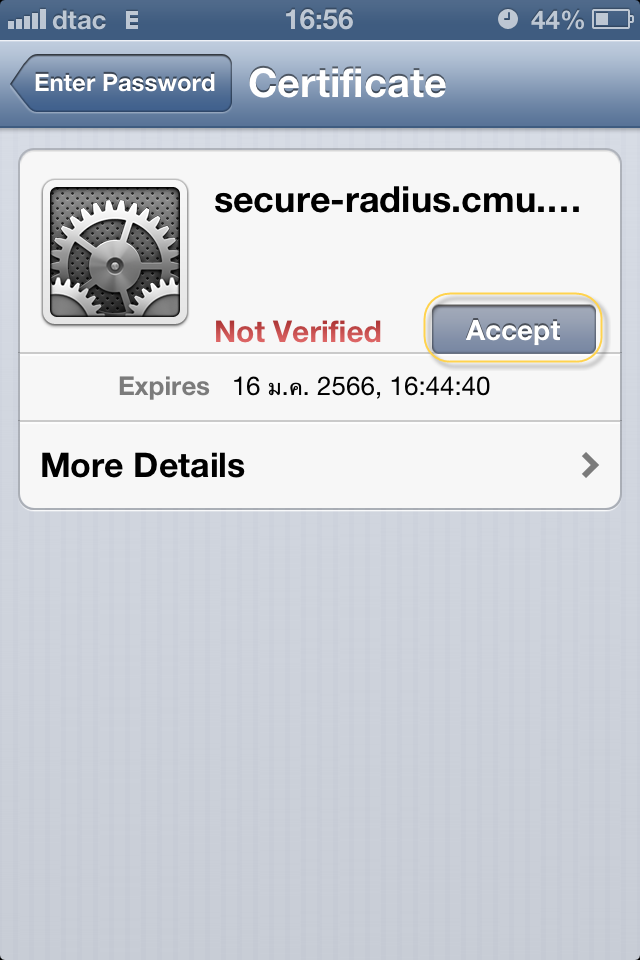 dtac E 16:56 44%
Enter Password Certificate
secure-radius.cmu....
Not Verified Accept
Expires 16 ม.ค. 2566, 16:44:40
More Details